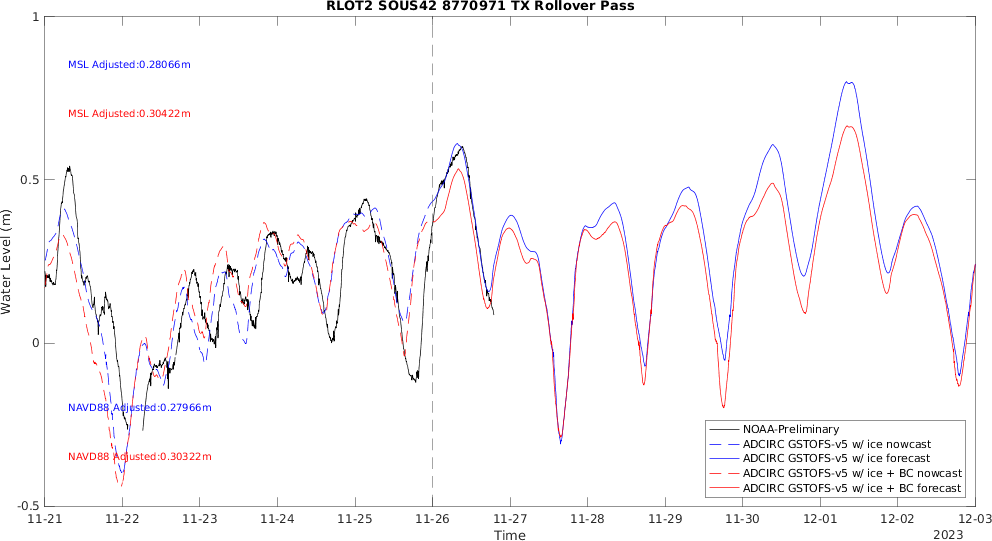 RLOT2 SOUS42 8770971 TX Rollover Pass
1
MSL Adjusted:0.28066m
MSL Adjusted:0.30422m
0.5
Water Level (m)
0
NAVD88 Adjusted:0.27966m
NAVD88 Adjusted:0.30322m
-0.5
NOAA-Preliminary
ADCIRC GSTOFS-v5 w/ ice nowcast
ADCIRC GSTOFS-v5 w/ ice forecast
ADCIRC GSTOFS-v5 w/ ice + BC nowcast
ADCIRC GSTOFS-v5 w/ ice + BC forecast
11-21 11-22 11-23 11-24 11-25 11-26 11-27 11-28 11-29 11-30 12-01 12-02 12-03
Time
2023